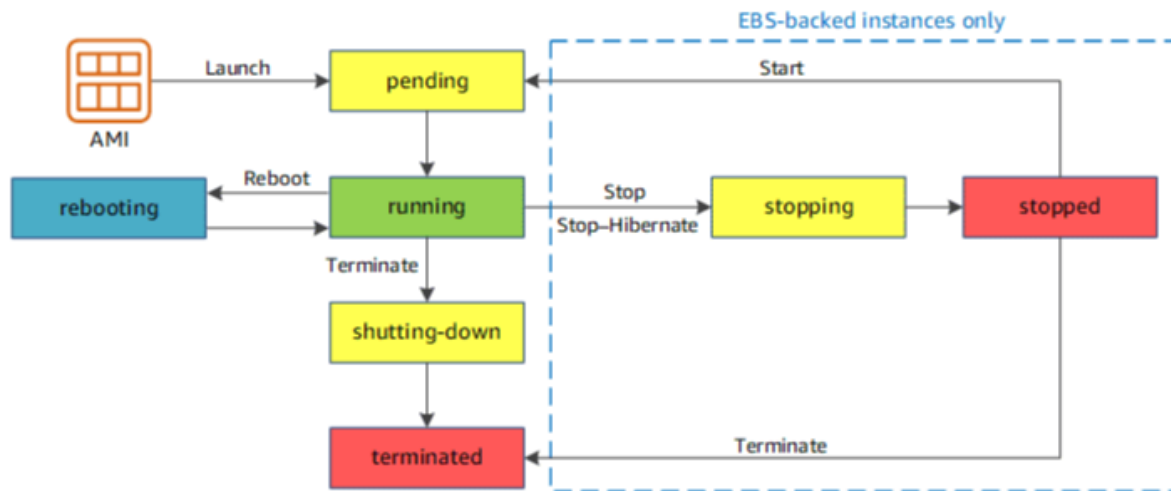 EBS-backed instances only
Launch
pending
Start
AMI
rebooting
Reboot
running
Stop
Stop–Hibernate
stopping
stopped
Terminate
shutting-down
terminated
Terminate